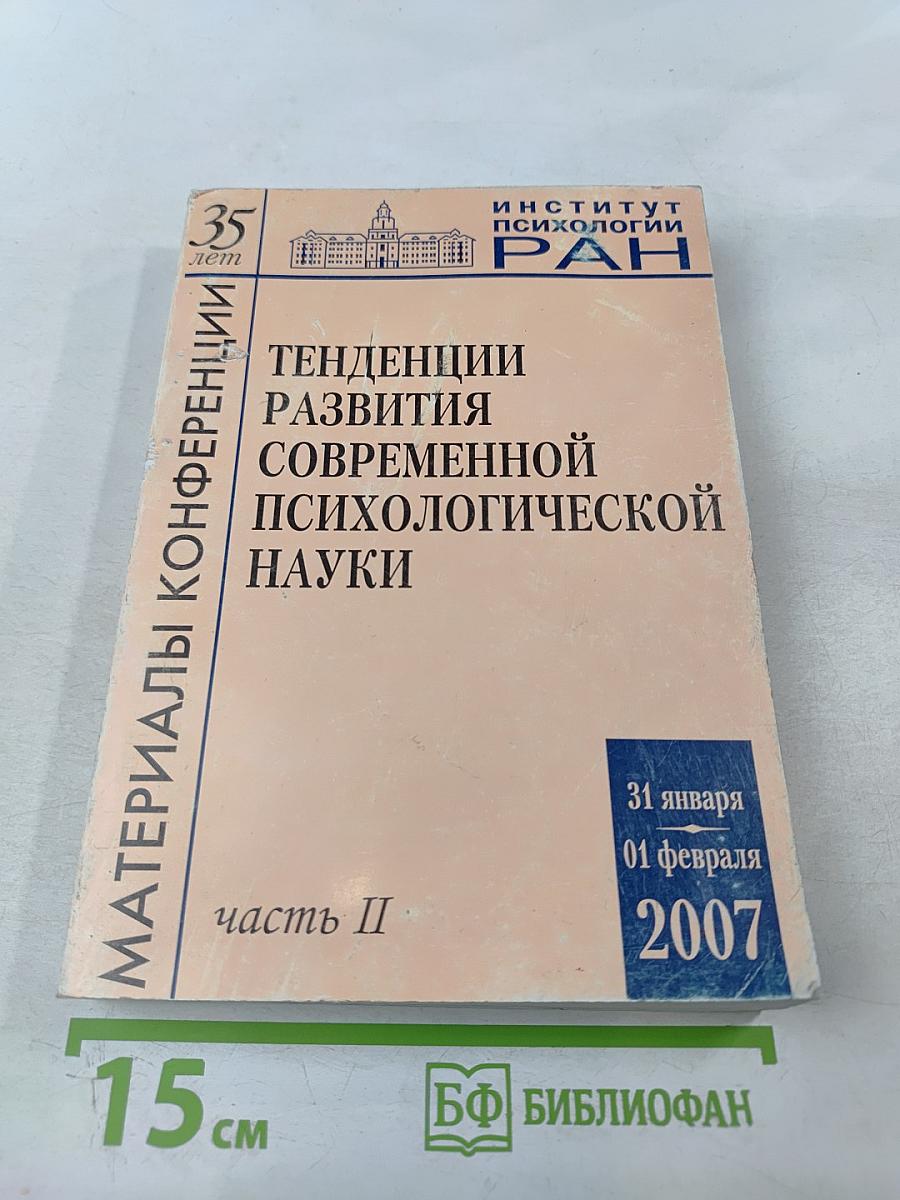 35
лет
ИНСТИТУТ
ПСИХОЛОГИИ
РАН
МАТЕРИАЛЫ КОНФЕРЕНЦИИ
ТЕНДЕНЦИИ
РАЗВИТИЯ
СОВРЕМЕННОЙ
ПСИХОЛОГИЧЕСКОЙ
НАУКИ
31 января
01 февраля
2007
часть II
15 см
БФ БИБЛИОФАН